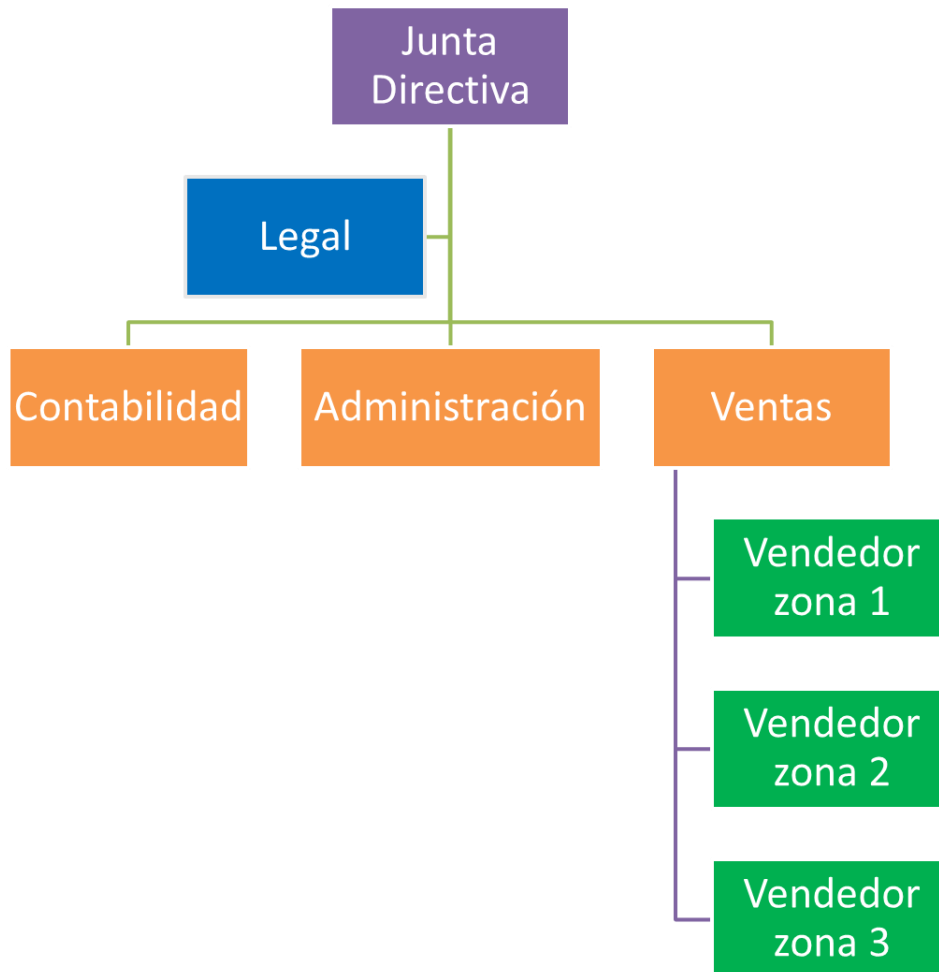 Junta
Directiva
Legal
Contabilidad
Administración
Ventas
Vendedor
zona 1
Vendedor
zona 2
Vendedor
zona 3